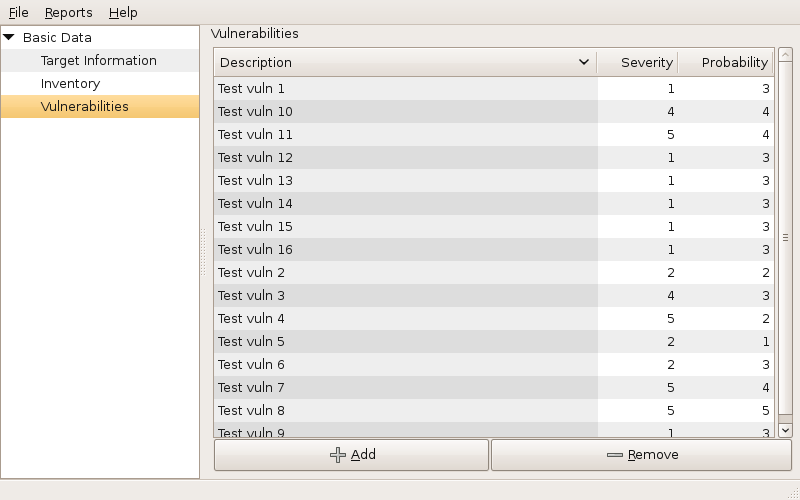 File Reports Help
Basic Data
Target Information
Inventory
Vulnerabilities
Vulnerabilities
Description Severity Probability
Test vuln 1 1 3
Test vuln 10 4 4
Test vuln 11 5 4
Test vuln 12 1 3
Test vuln 13 1 3
Test vuln 14 1 3
Test vuln 15 1 3
Test vuln 16 1 3
Test vuln 2 2 2
Test vuln 3 4 3
Test vuln 4 5 2
Test vuln 5 2 1
Test vuln 6 2 3
Test vuln 7 5 4
Test vuln 8 5 5
Test vuln 9 1 3
Add Remove